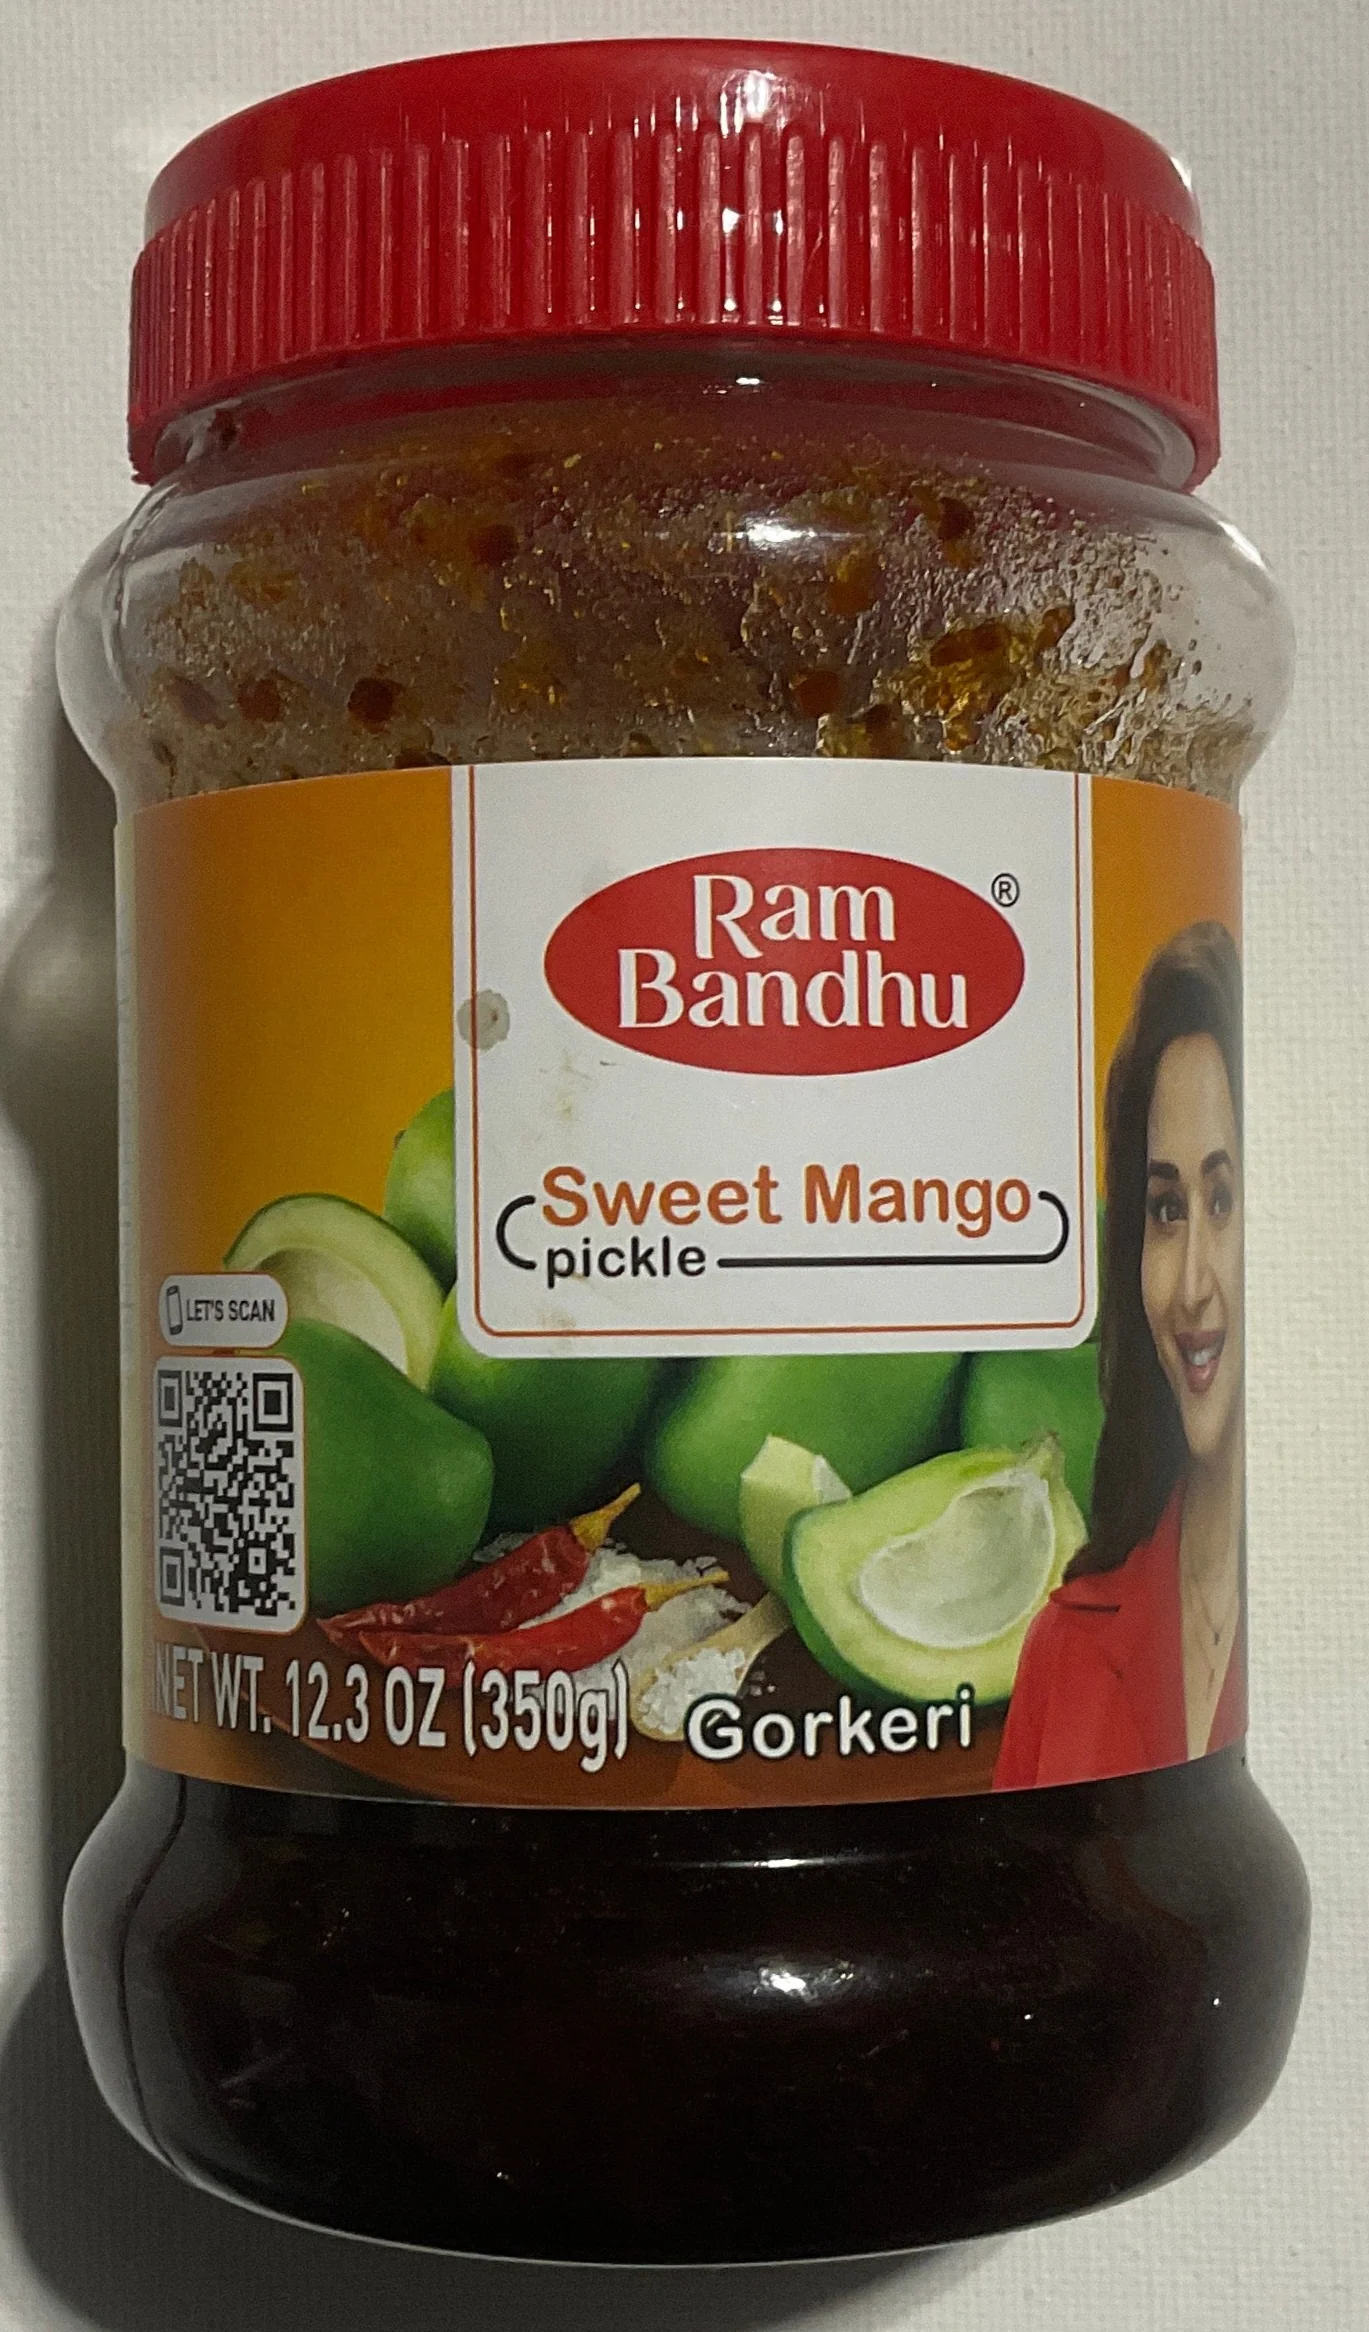 Ram
Bandhu
®
Sweet Mango
pickle
LET'S SCAN
NET WT. 12.3 OZ (350g)
Gorkeri